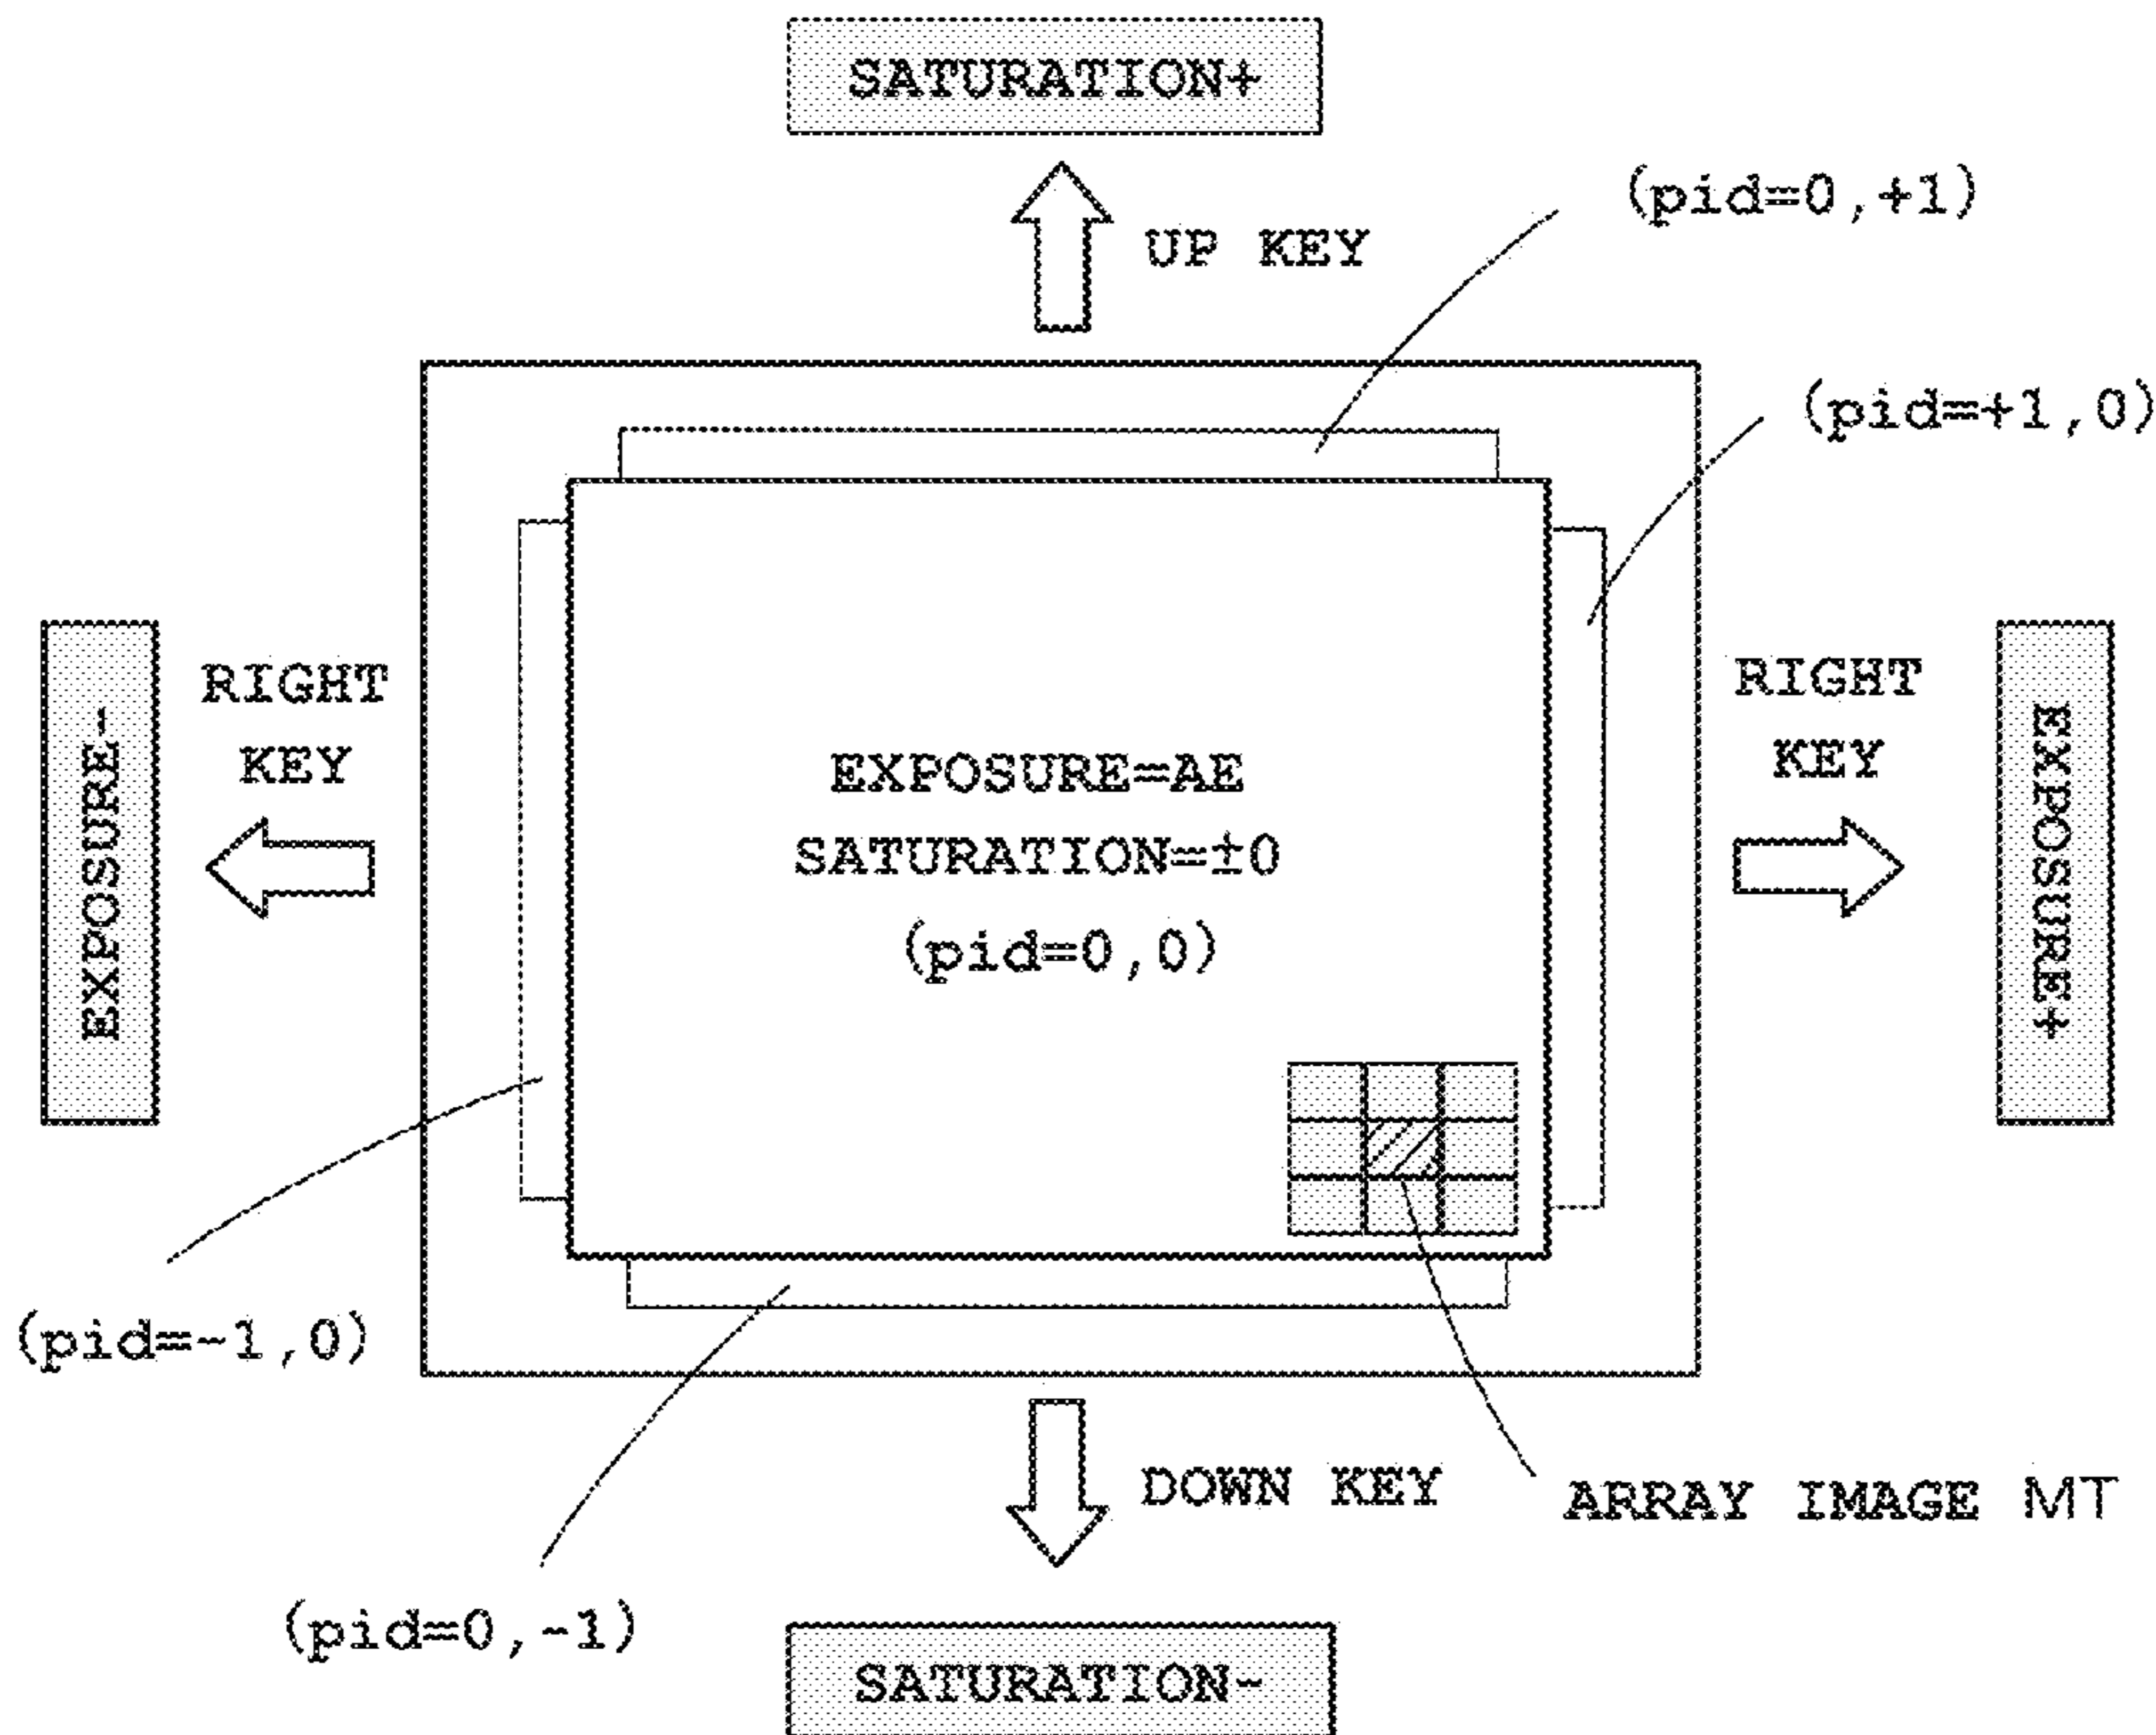 SATURATION+
(pid=0,+1)
UP KEY
(pid=+1,0)
RIGHT
KEY
RIGHT
KEY
EXPOSURE-
EXPOSURE+
EXPOSURE=AE
SATURATION=±0
(pid=0,0)
(pid=-1,0)
DOWN KEY
ARRAY IMAGE MT
(pid=0,-1)
SATURATION-